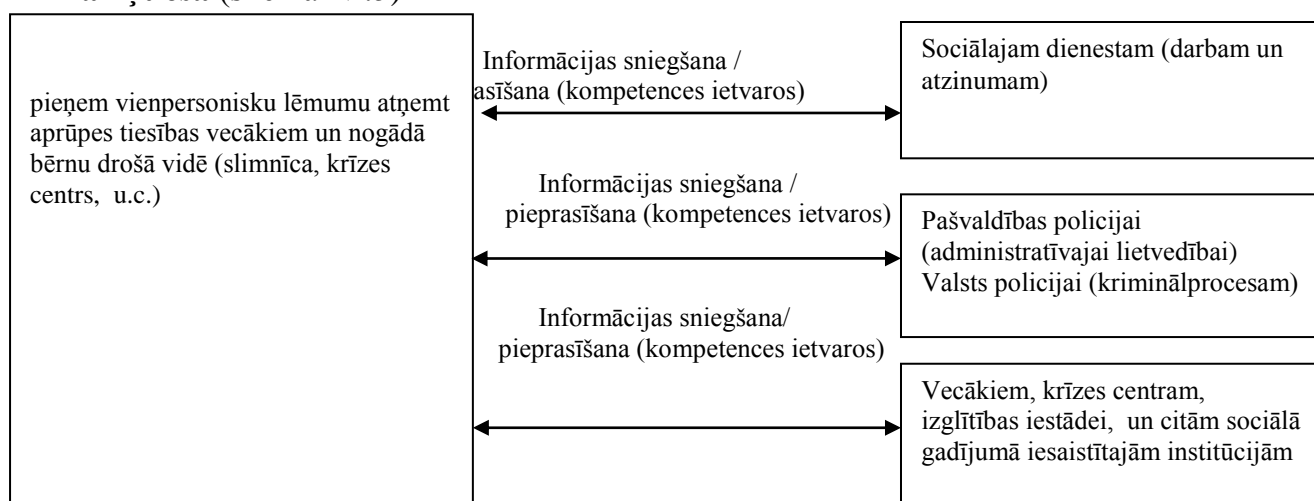 pieņem vienpersonisku lēmumu atņemt
aprūpes tiesības vecākiem un nogādā
bērnu drošā vidē (slimnīca, krīzes
centrs, u.c.)
Informācijas sniegšana /
asīšana (kompetences ietvaros)
Sociālajam dienestam (darbam un
atzinumam)
Informācijas sniegšana /
pieprasīšana (kompetences ietvaros)
Pašvaldības policijai
(administratīvajai lietvedībai)
Valsts policijai (kriminālprocesam)
Informācijas sniegšana/
pieprasīšana (kompetences ietvaros)
Vecākiem, krīzes centram,
izglītības iestādei, un citām sociālā
gadījumā iesaistītajām institūcijām